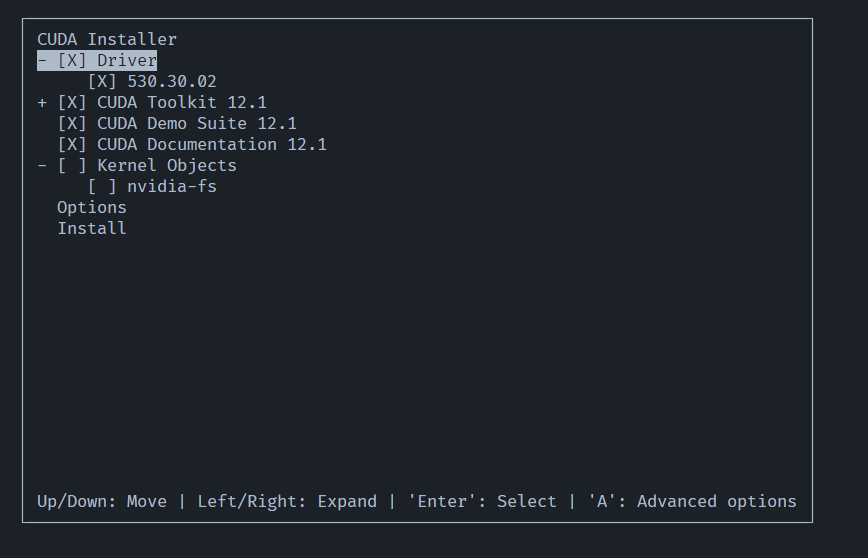 CUDA Installer
- [X] Driver
[X] 530.30.02
+ [X] CUDA Toolkit 12.1
[X] CUDA Demo Suite 12.1
[X] CUDA Documentation 12.1
- [ ] Kernel Objects
[ ] nvidia-fs
Options
Install
Up/Down: Move | Left/Right: Expand | 'Enter': Select | 'A': Advanced options